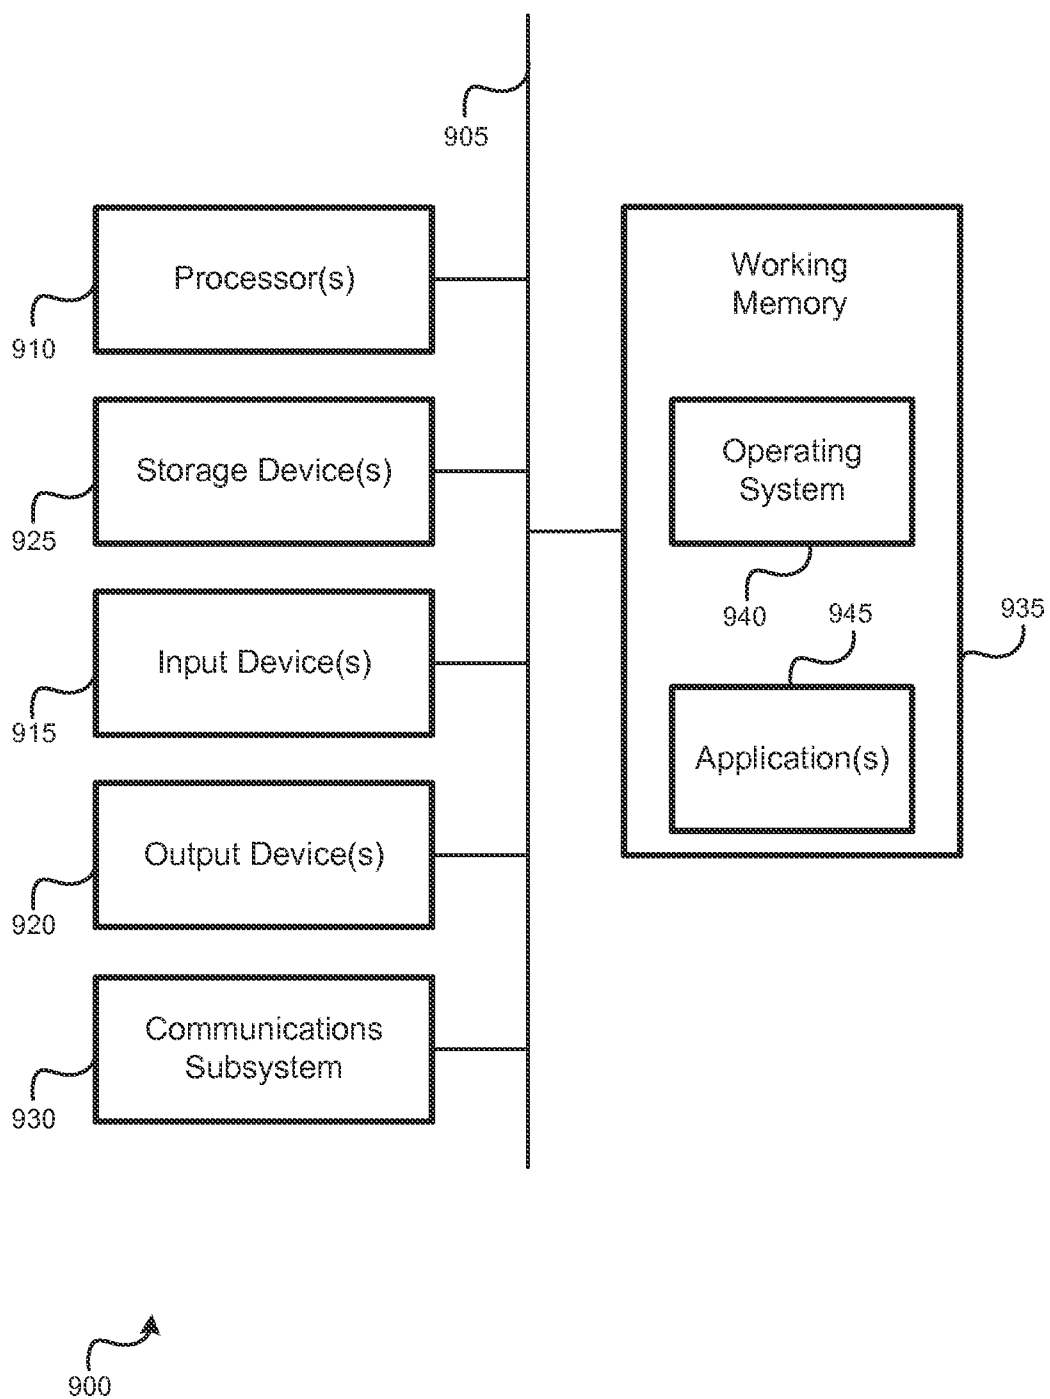 905
Processor(s)
910
Working
Memory
Storage Device(s)
925
Operating
System
940
945
935
Input Device(s)
915
Application(s)
Output Device(s)
920
Communications
Subsystem
930
900